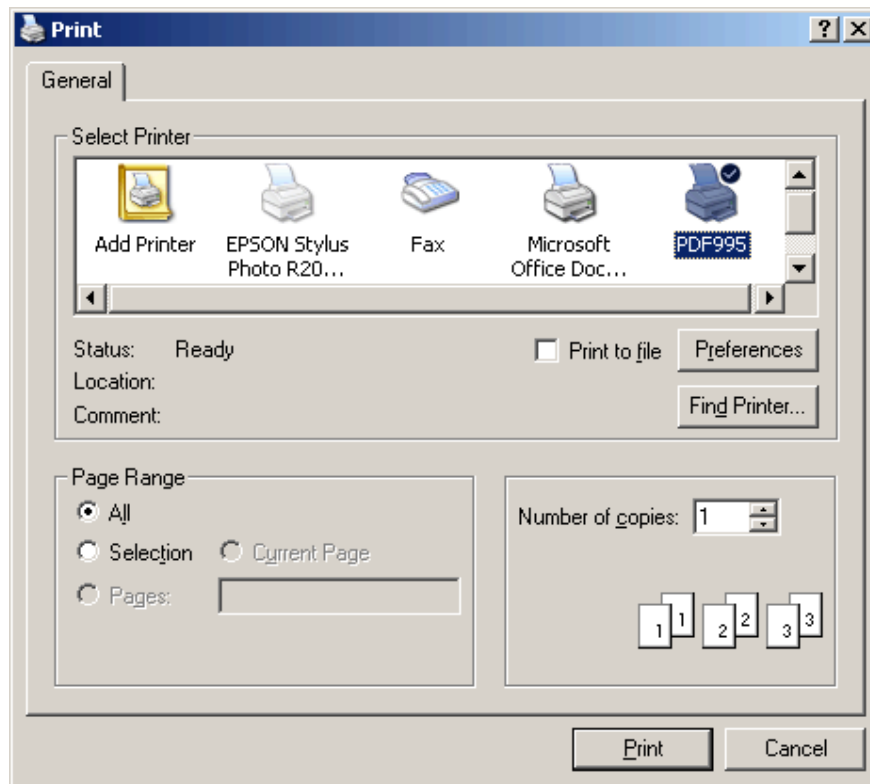 Print
General
Select Printer
Add Printer
EPSON Stylus
Photo R20...
Fax
Microsoft
Office Doc...
PDF995
Status: Ready
Print to file
Preferences
Location:
Find Printer...
Comment:
Page Range
All
Selection
Current Page
Pages:
Number of copies: 1
1 1 2 2 3 3
Print
Cancel